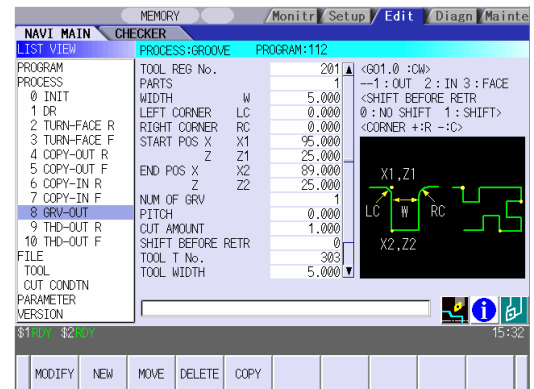 MEMORY Monitr Setup Edit Diagn Mainte
NAVI MAIN CHECKER
LIST VIEW PROCESS:GROOVE PROGRAM:112
PROGRAM
PROCESS
0 INIT
1 DR
2 TURN-FACE R
3 TURN-FACE F
4 COPY-OUT R
5 COPY-OUT F
6 COPY-IN R
7 COPY-IN F
8 GRV-OUT
9 THD-OUT R
10 THD-OUT F
FILE
TOOL
CUT CONDTN
PARAMETER
VERSION
TOOL REG No. 201
PARTS 1
WIDTH W 5.000
LEFT CORNER LC 0.000
RIGHT CORNER RC 0.000
START POS X X1 95.000
Z Z1 25.000
END POS X X2 89.000
Z Z2 25.000
NUM OF GRV 1
PITCH 0.000
CUT AMOUNT 1.000
SHIFT BEFORE RETR 0
TOOL T No. 303
TOOL WIDTH 5.000
<G01.0 :CW>
--1:OUT 2:IN 3:FACE
<SHIFT BEFORE RETR
0:NO SHIFT 1:SHIFT>
<CORNER +:R -:C>
X1,Z1
LC W RC
X2,Z2
$1 RDY $2 RDY 15:32
MODIFY NEW MOVE DELETE COPY